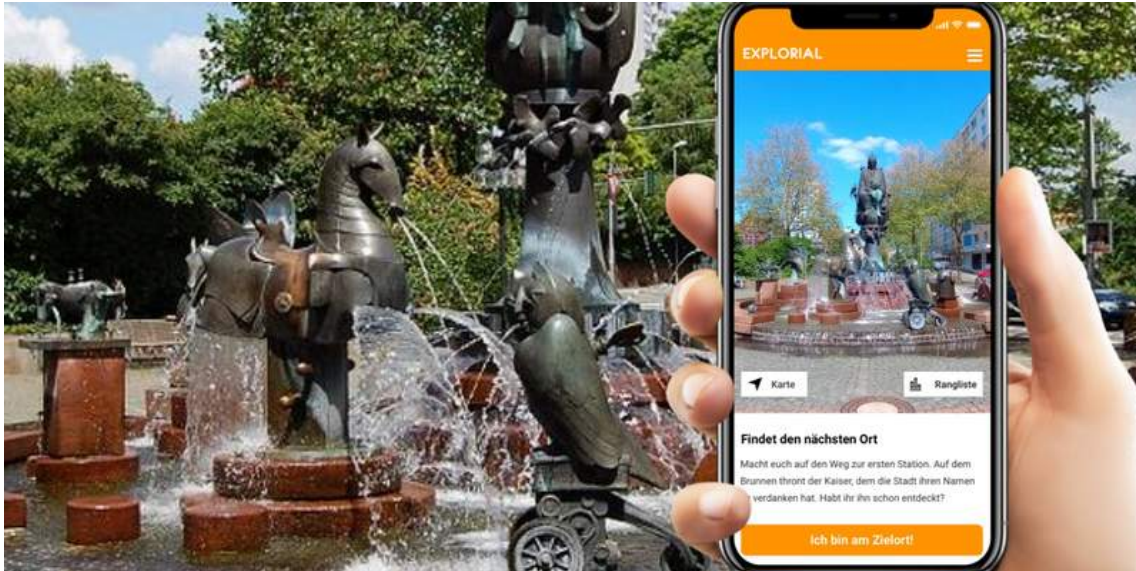 EXPLORIAL
Karte
Rangliste
Findet den nächsten Ort
Macht euch auf den Weg zur ersten Station. Auf dem
Brunnen thront der Kaiser, dem die Stadt ihren Namen
verdanken hat. Habt ihr ihn schon entdeckt?
Ich bin am Zielort!